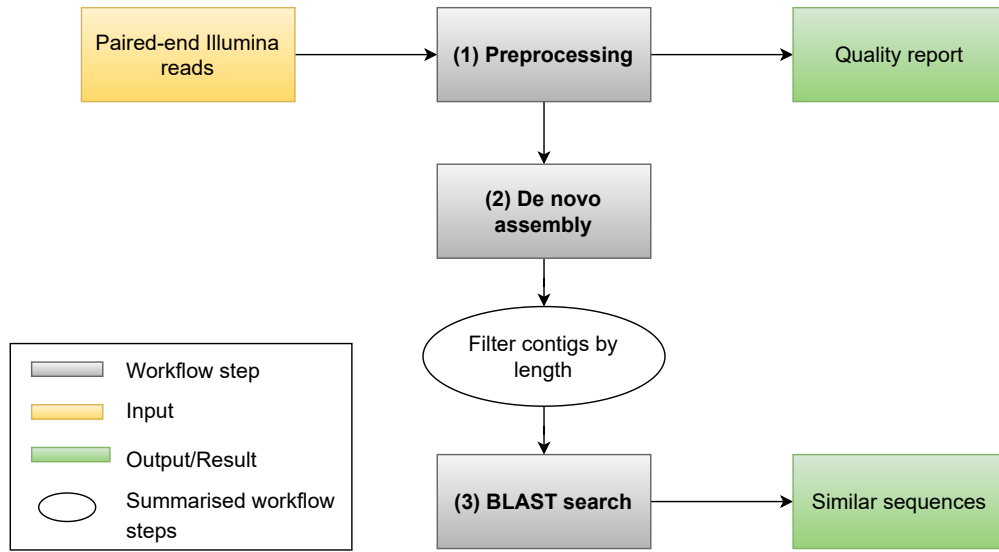 Paired-end Illumina
reads
(1) Preprocessing
Quality report
(2) De novo
assembly
Filter contigs by
length
(3) BLAST search
Similar sequences
Workflow step
Input
Output/Result
Summarised workflow
steps